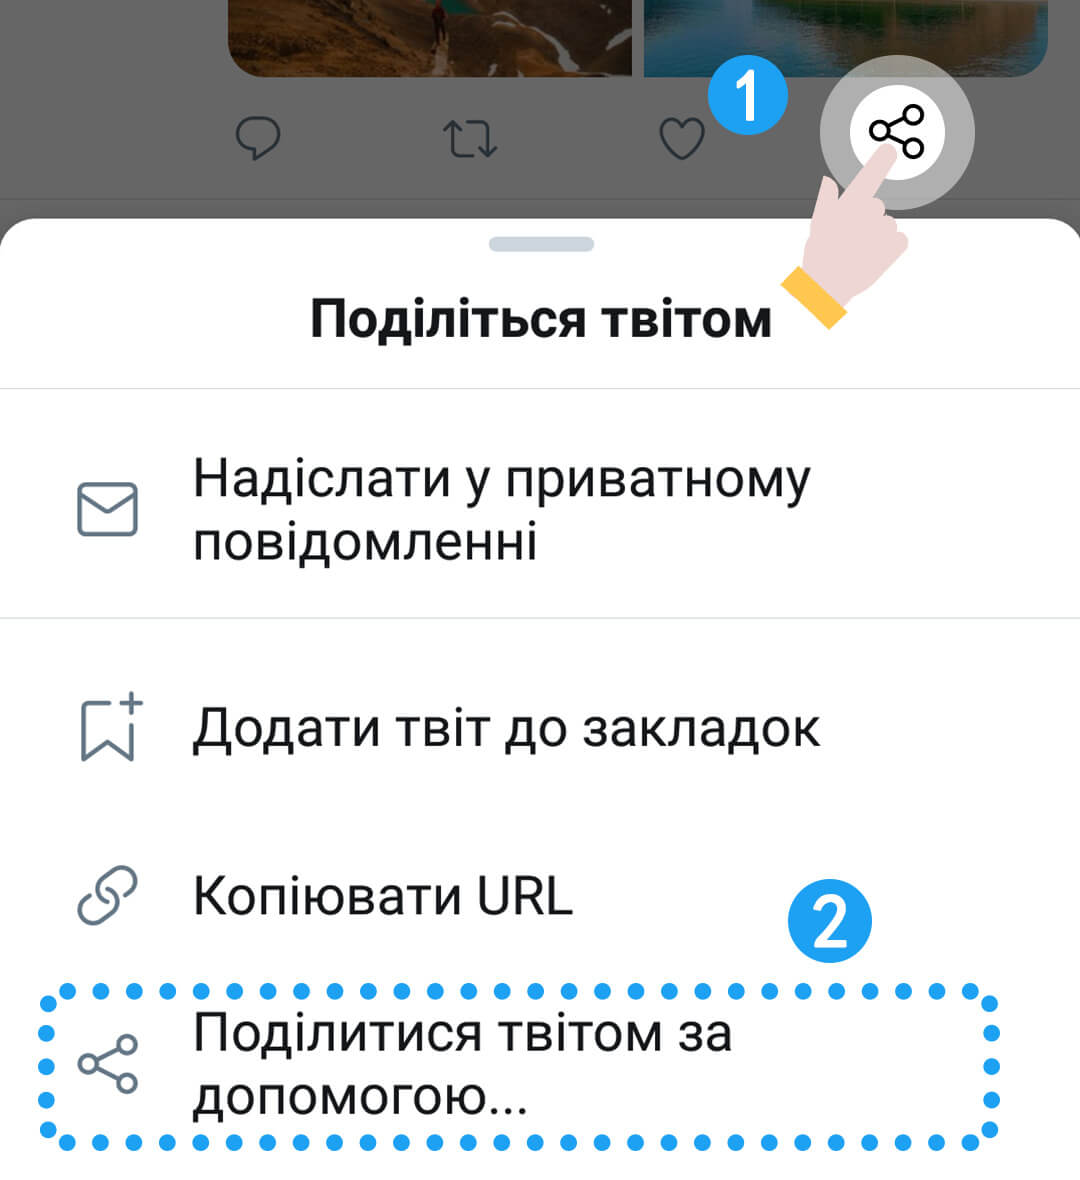 1
Поділіться твітом
Надіслати у приватному
повідомленні
Додати твіт до закладок
Копіювати URL
2
Поділитися твітом за
допомогою...